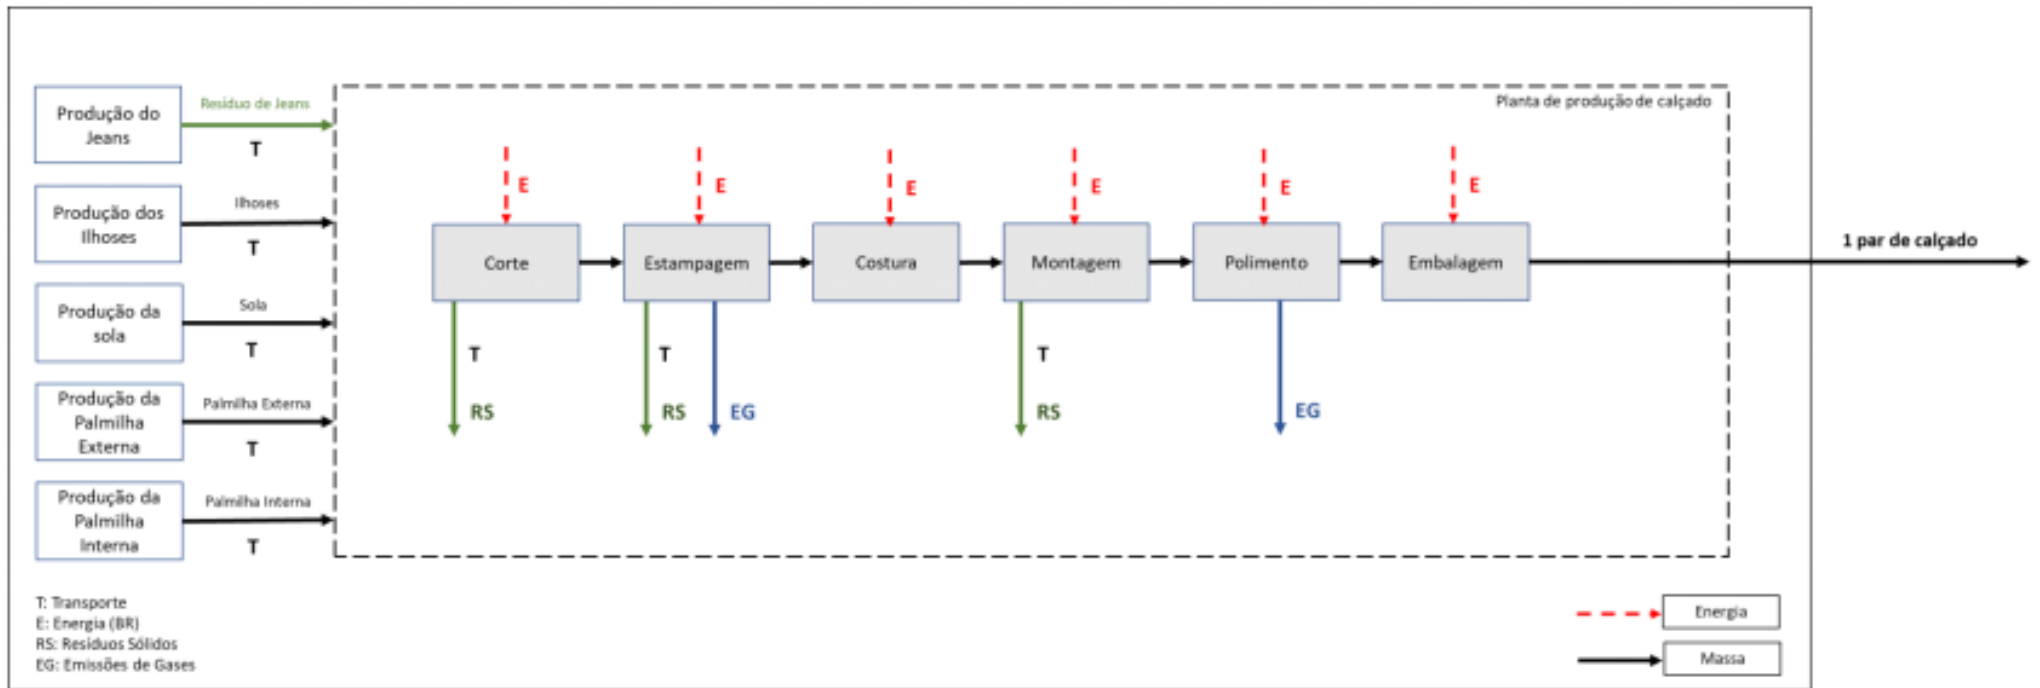 Produção do
Jeans
Resíduo de Jeans
T
Planta de produção de calçado
Produção dos
Ilhoses
Ilhoses
T
Produção da
sola
Sola
T
Produção da
Palmilha
Externa
Palmilha Externa
T
Produção da
Palmilha
Interna
Palmilha Interna
T
E
E
E
E
E
E
Corte
Estampagem
Costura
Montagem
Polimento
Embalagem
1 par de calçado
T
RS
T
RS
EG
T
RS
EG
T: Transporte
E: Energia (BR)
RS: Resíduos Sólidos
EG: Emissões de Gases
Energia
Massa